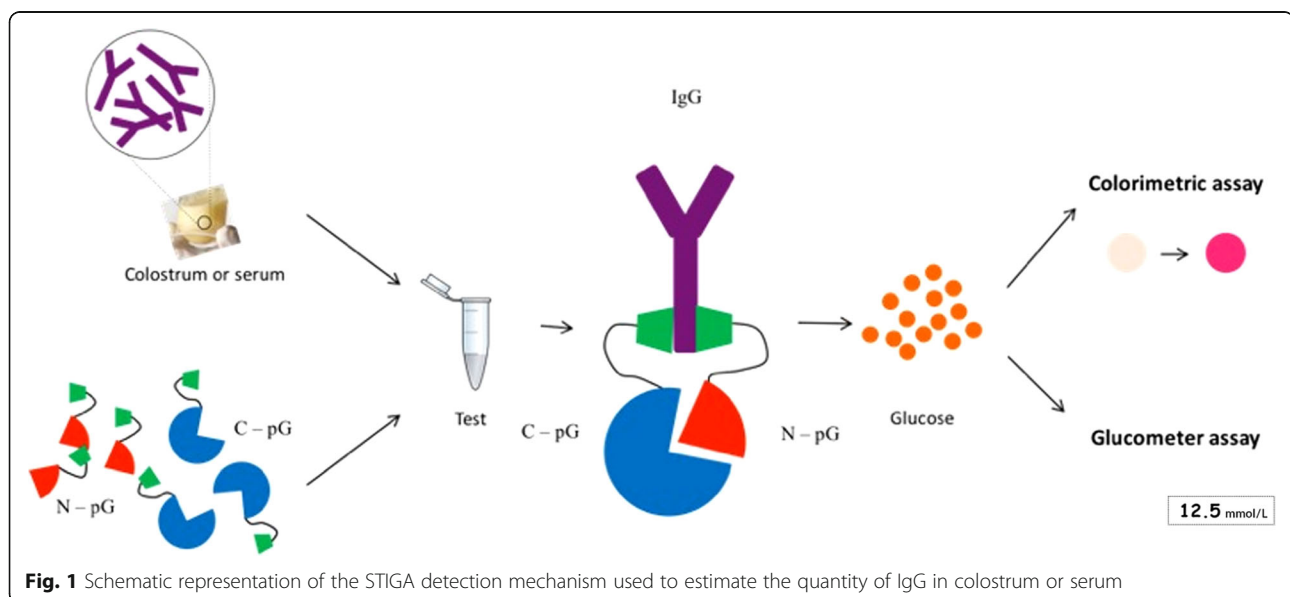 IgG
Colorimetric assay
Colostrum or serum
Test
C – pG
N – pG
C – pG
N – pG
Glucose
Glucometer assay
12.5 mmol/L
Fig. 1 Schematic representation of the STIGA detection mechanism used to estimate the quantity of IgG in colostrum or serum